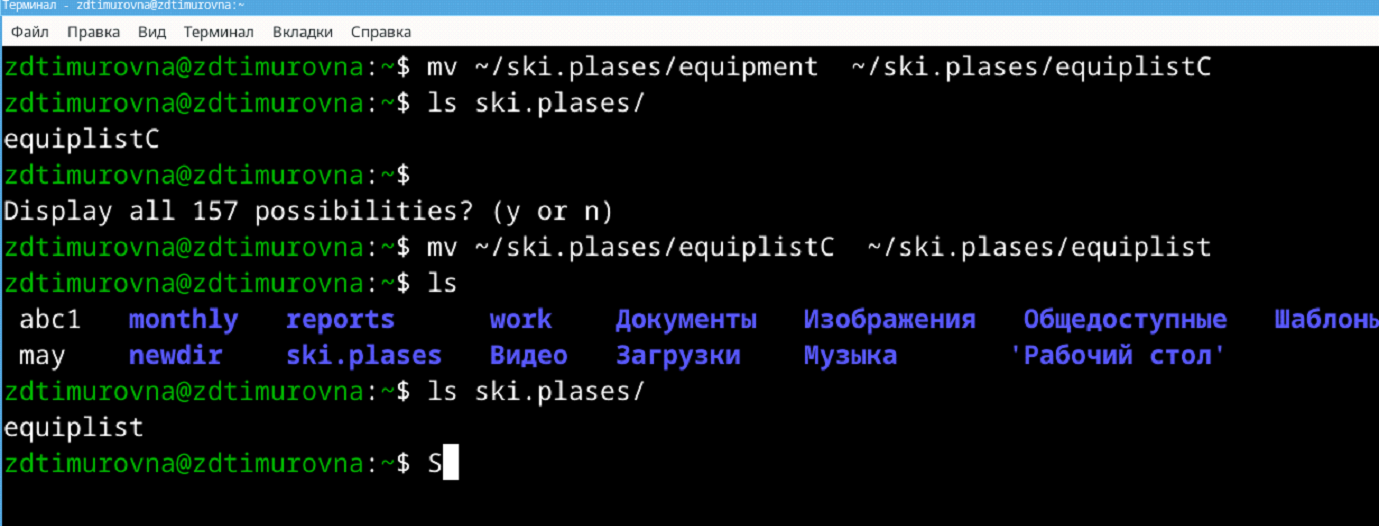 Терминал - zdtimurovna@zdtimurovna:~
Файл Правка Вид Терминал Вкладки Справка
zdtimurovna@zdtimurovna:~$ mv ~/ski.plases/equipment ~/ski.plases/equiplistC
zdtimurovna@zdtimurovna:~$ ls ski.plases/
equiplistC
zdtimurovna@zdtimurovna:~$
Display all 157 possibilities? (y or n)
zdtimurovna@zdtimurovna:~$ mv ~/ski.plases/equiplistC ~/ski.plases/equiplist
zdtimurovna@zdtimurovna:~$ ls
abc1 monthly reports work Документы Изображения Общедоступные Шаблоны
may newdir ski.plases Видео Загрузки Музыка 'Рабочий стол'
zdtimurovna@zdtimurovna:~$ ls ski.plases/
equiplist
zdtimurovna@zdtimurovna:~$ S